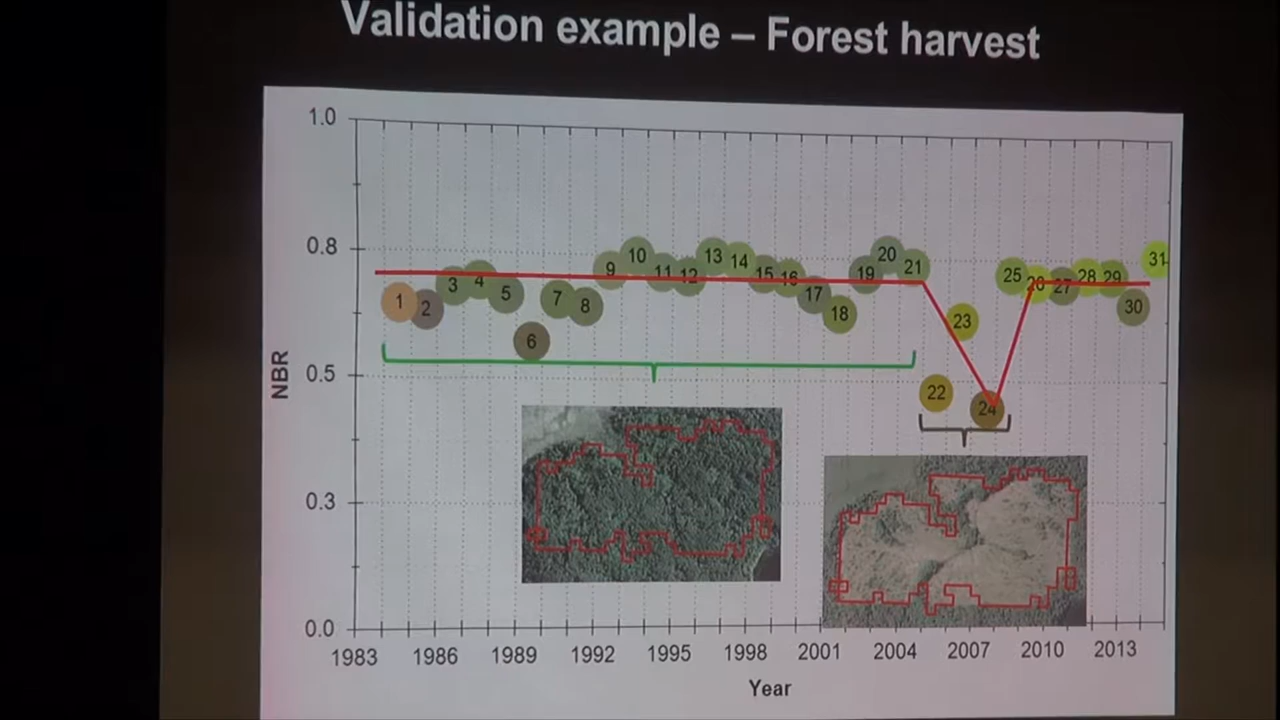 Validation example – Forest harvest
1.0
0.8
0.5
0.3
0.0
NBR
1 2 3 4 5 6 7 8 9 10 11 12 13 14 15 16 17 18 19 20 21 22 23 24 25 26 27 28 29 30 31
1983 1986 1989 1992 1995 1998 2001 2004 2007 2010 2013
Year